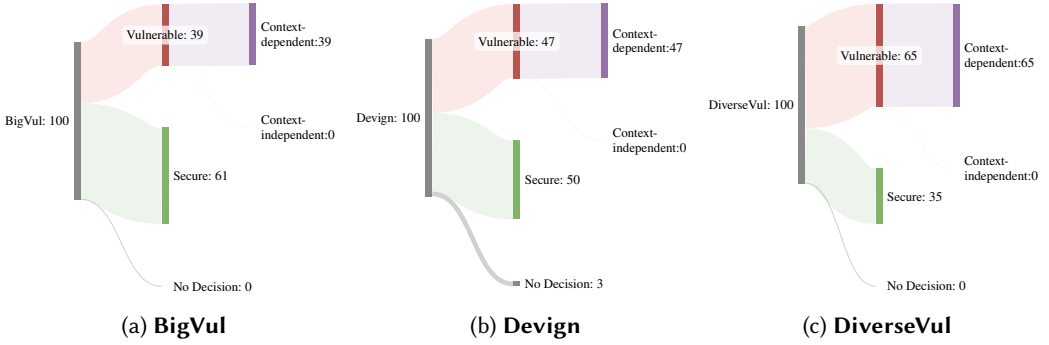 Vulnerable: 39
Context-
dependent:39
BigVul: 100
Context-
independent:0
Secure: 61
No Decision: 0
(a) BigVul
Vulnerable: 47
Context-
dependent:47
Devign: 100
Context-
independent:0
Secure: 50
No Decision: 3
(b) Devign
Vulnerable: 65
Context-
dependent:65
DiverseVul: 100
Context-
independent:0
Secure: 35
No Decision: 0
(c) DiverseVul